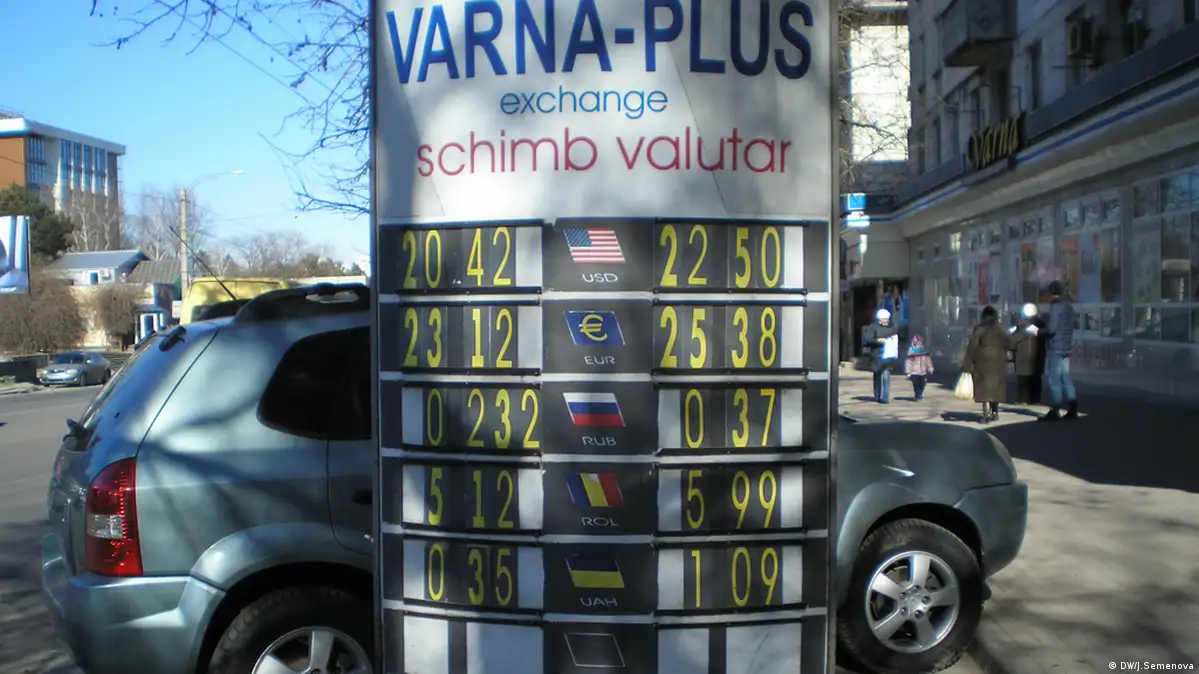 VARNA-PLUS
exchange
schimb valutar
20 42 USD 22 50
23 12 € EUR 25 38
0 232 RUB 0 37
5 12 ROL 5 99
0 35 UAH 1 09
Varna
© DW/J.Semenova